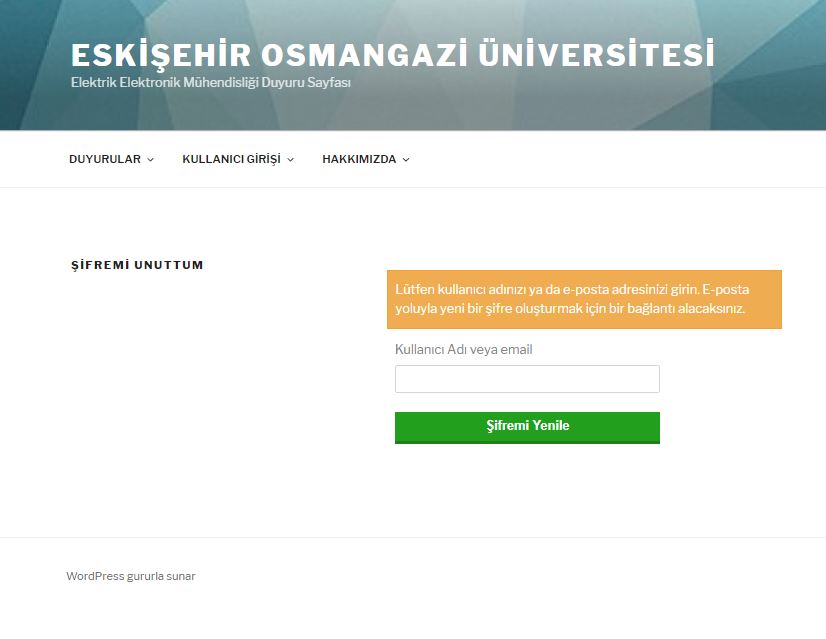 ESKİŞEHİR OSMANGAZİ ÜNİVERSİTESİ
Elektrik Elektronik Mühendisliği Duyuru Sayfası
DUYURULAR KULLANICI GİRİŞİ HAKKIMIZDA
ŞİFREMİ UNUTTUM
Lütfen kullanıcı adınızı ya da e-posta adresinizi girin. E-posta
yoluyla yeni bir şifre oluşturmak için bir bağlantı alacaksınız.
Kullanıcı Adı veya email
Şifremi Yenile
WordPress gururla sunar